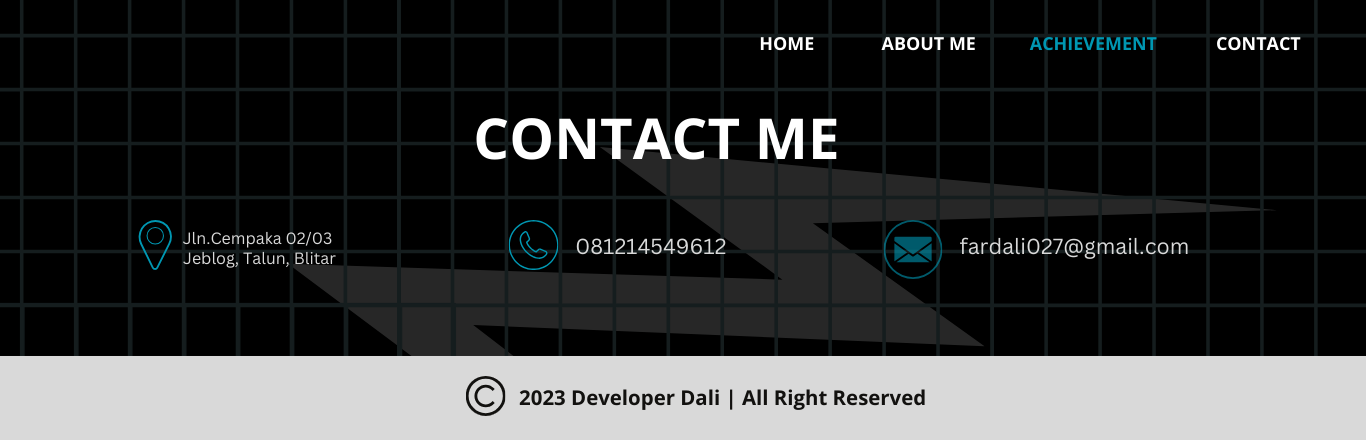 HOME ABOUT ME ACHIEVEMENT CONTACT
CONTACT ME
Jln.Cempaka 02/03
Jeblog, Talun, Blitar
081214549612
fardali027@gmail.com
© 2023 Developer Dali | All Right Reserved